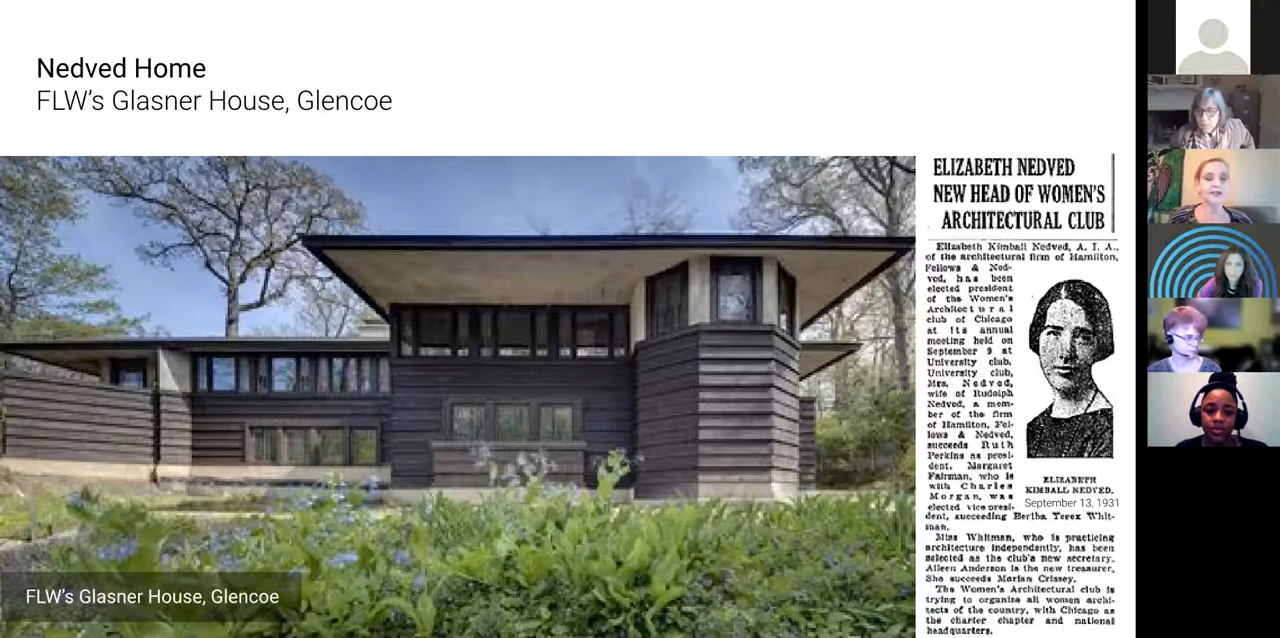 Nedved Home
FLW's Glasner House, Glencoe
ELIZABETH NEDVED
NEW HEAD OF WOMEN'S
ARCHITECTURAL CLUB
Elizabeth Kimball Nedved, A. I. A.,
of the architectural firm of Hamilton,
Fellows & Ned-
ved, has been
elected president
of the Women's
Architectural
club of Chicago
at its annual
meeting held on
September 9 at
University club,
University club,
Mrs. Nedved,
wife of Rudolph
Nedved, a mem-
ber of the firm
of Hamilton, Fel-
lows & Nedved,
succeeds Ruth
Perkins as presi-
dent. Margaret
Fairman, who is
with Charles
Morgan, was
elected vice presi-
dent, succeeding Bertha Yerex Whit-
man.
Miss Whitman, who is practicing
architecture independently, has been
selected as the club's new secretary.
Aileen Anderson is the new treasurer.
She succeeds Marian Crissey.
The Women's Architectural club is
trying to organize all women archi-
tects of the country, with Chicago as
the charter chapter and national
headquarters.
ELIZABETH
KIMBALL NEDVED.
September 13, 1931
FLW's Glasner House, Glencoe